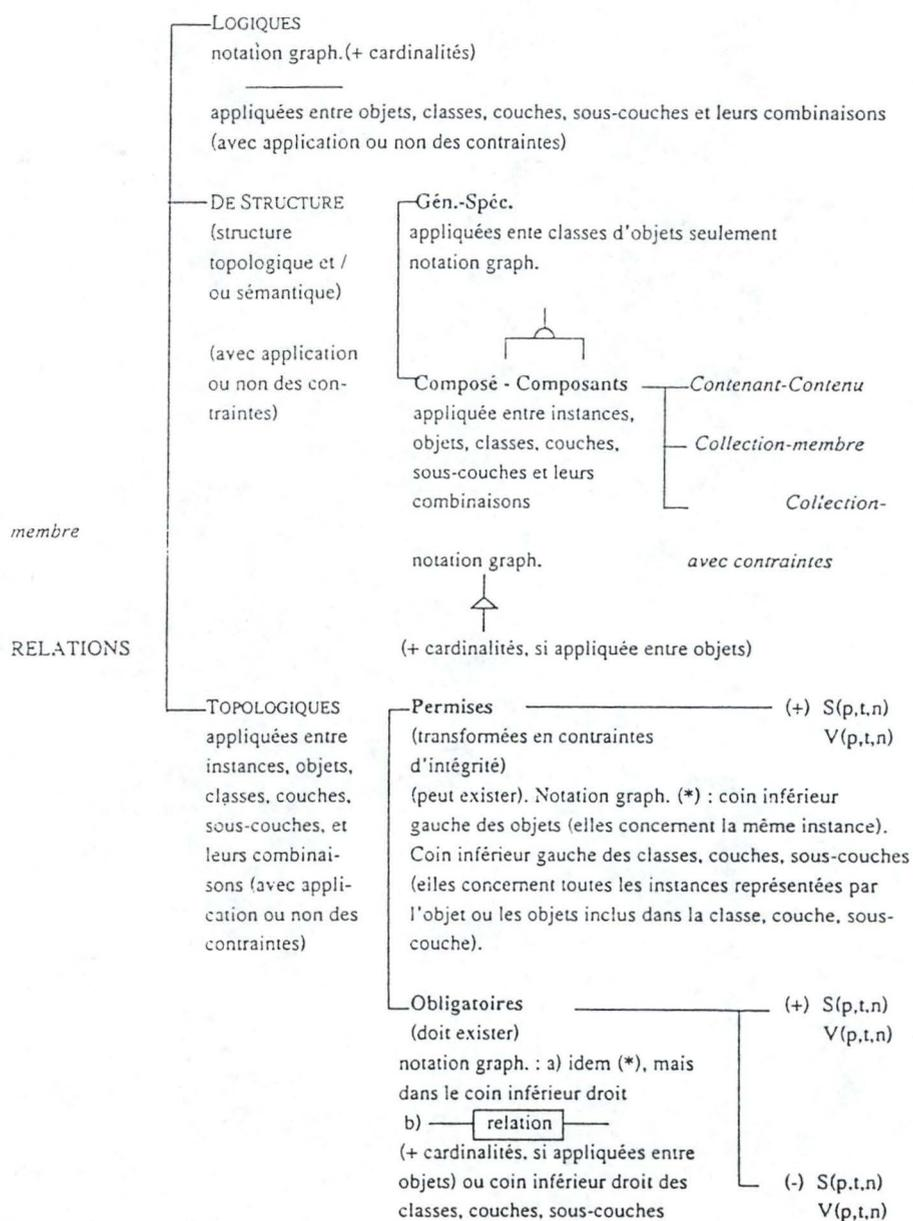 LOGIQUES
notation graph.(+ cardinalités)
appliquées entre objets, classes, couches, sous-couches et leurs combinaisons
(avec application ou non des contraintes)
DE STRUCTURE
(structure
topologique et /
ou sémantique)
(avec application
ou non des con-
traintes)
Gén.-Spéc.
appliquées ente classes d'objets seulement
notation graph.
Composé - Composants
appliquée entre instances,
objets, classes, couches,
sous-couches et leurs
combinaisons
Contenant-Contenu
Collection-membre
Collection-
membre
notation graph.
avec contraintes
(+ cardinalités, si appliquée entre objets)
RELATIONS
TOPOLOGIQUES
appliquées entre
instances, objets,
classes, couches,
sous-couches, et
leurs combinai-
sons (avec appli-
cation ou non des
contraintes)
Permises
(+) S(p,t,n)
V(p,t,n)
(transformées en contraintes
d'intégrité)
(peut exister). Notation graph. (*) : coin inférieur
gauche des objets (elles concernent la même instance).
Coin inférieur gauche des classes, couches, sous-couches
(elles concernent toutes les instances représentées par
l'objet ou les objets inclus dans la classe, couche, sous-
couche).
Obligatoires
(+) S(p,t,n)
V(p,t,n)
(doit exister)
notation graph. : a) idem (*), mais
dans le coin inférieur droit
b) relation
(+ cardinalités, si appliquées entre
objets) ou coin inférieur droit des
classes, couches, sous-couches
(-) S(p,t,n)
V(p,t,n)